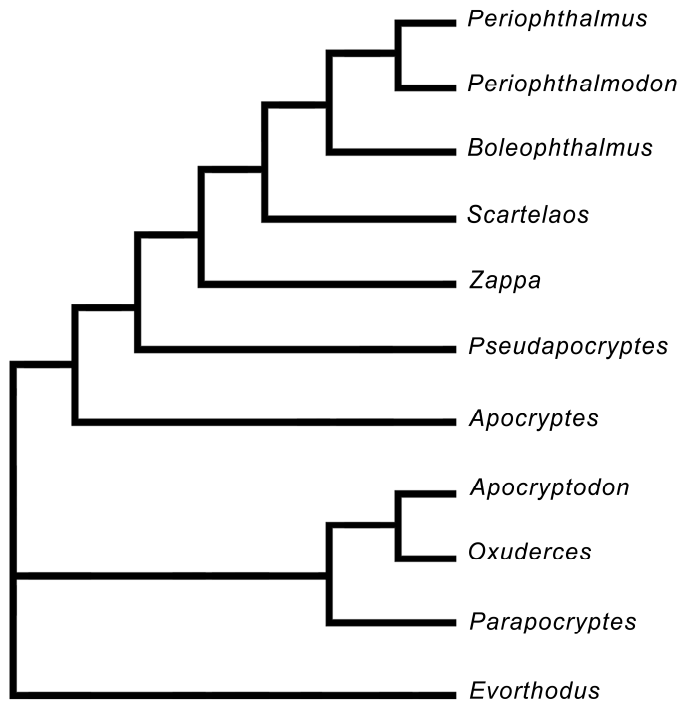 Periophthalmus
Periophthalmodon
Boleophthalmus
Scartelaos
Zappa
Pseudapocryptes
Apocryptes
Apocryptodon
Oxuderces
Parapocryptes
Evorthodus